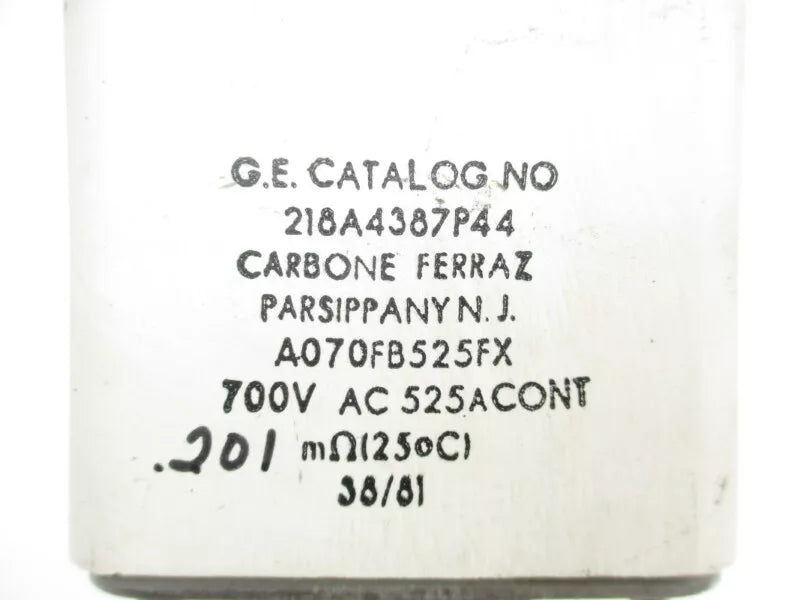 G.E. CATALOG NO
218A4387P44
CARBONE FERRAZ
PARSIPPANY N. J.
A070FB525FX
700V AC 525A CONT
.201 mΩ(25oC)
38/81